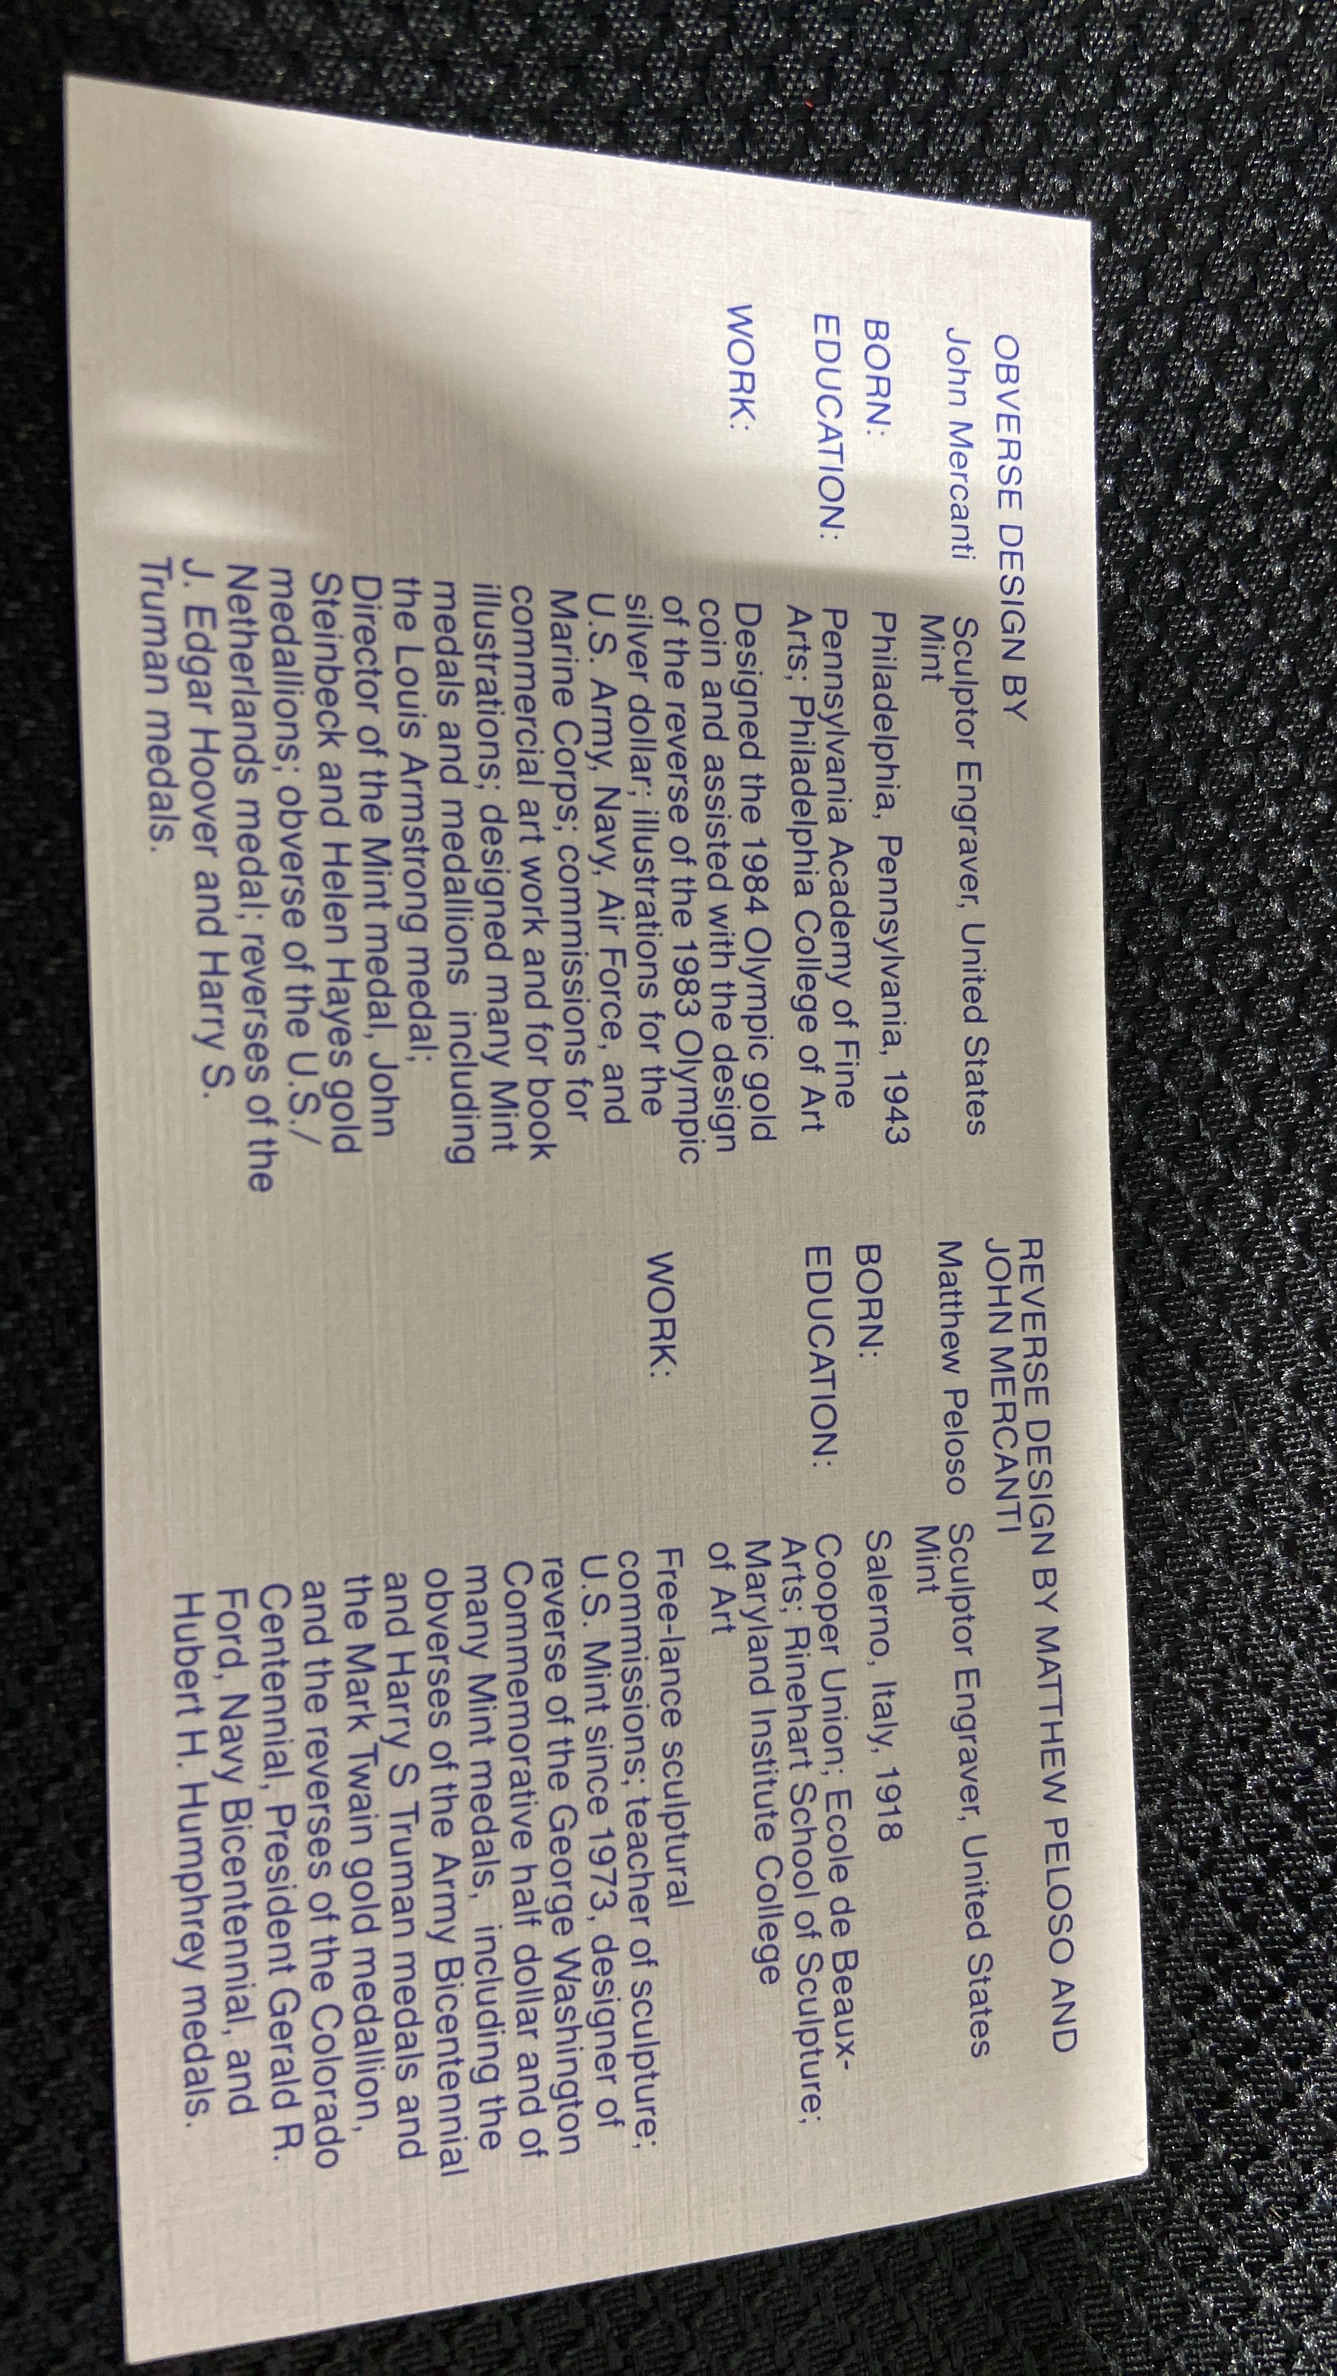 OBVERSE DESIGN BY
John Mercanti Sculptor Engraver, United States
Mint
BORN: Philadelphia, Pennsylvania, 1943
EDUCATION: Pennsylvania Academy of Fine
Arts; Philadelphia College of Art
WORK: Designed the 1984 Olympic gold
coin and assisted with the design
of the reverse of the 1983 Olympic
silver dollar; illustrations for the
U.S. Army, Navy, Air Force, and
Marine Corps; commissions for
commercial art work and for book
illustrations; designed many Mint
medals and medallions including
the Louis Armstrong medal;
Director of the Mint medal, John
Steinbeck and Helen Hayes gold
medallions; obverse of the U.S./
Netherlands medal; reverses of the
J. Edgar Hoover and Harry S.
Truman medals.
REVERSE DESIGN BY MATTHEW PELOSO AND
JOHN MERCANTI
Matthew Peloso Sculptor Engraver, United States
Mint
BORN: Salerno, Italy, 1918
EDUCATION: Cooper Union; Ecole de Beaux-
Arts; Rinehart School of Sculpture;
Maryland Institute College
of Art
WORK: Free-lance sculptural
commissions; teacher of sculpture;
U.S. Mint since 1973, designer of
reverse of the George Washington
Commemorative half dollar and of
many Mint medals, including the
obverses of the Army Bicentennial
and Harry S Truman medals and
the Mark Twain gold medallion,
and the reverses of the Colorado
Centennial, President Gerald R.
Ford, Navy Bicentennial, and
Hubert H. Humphrey medals.